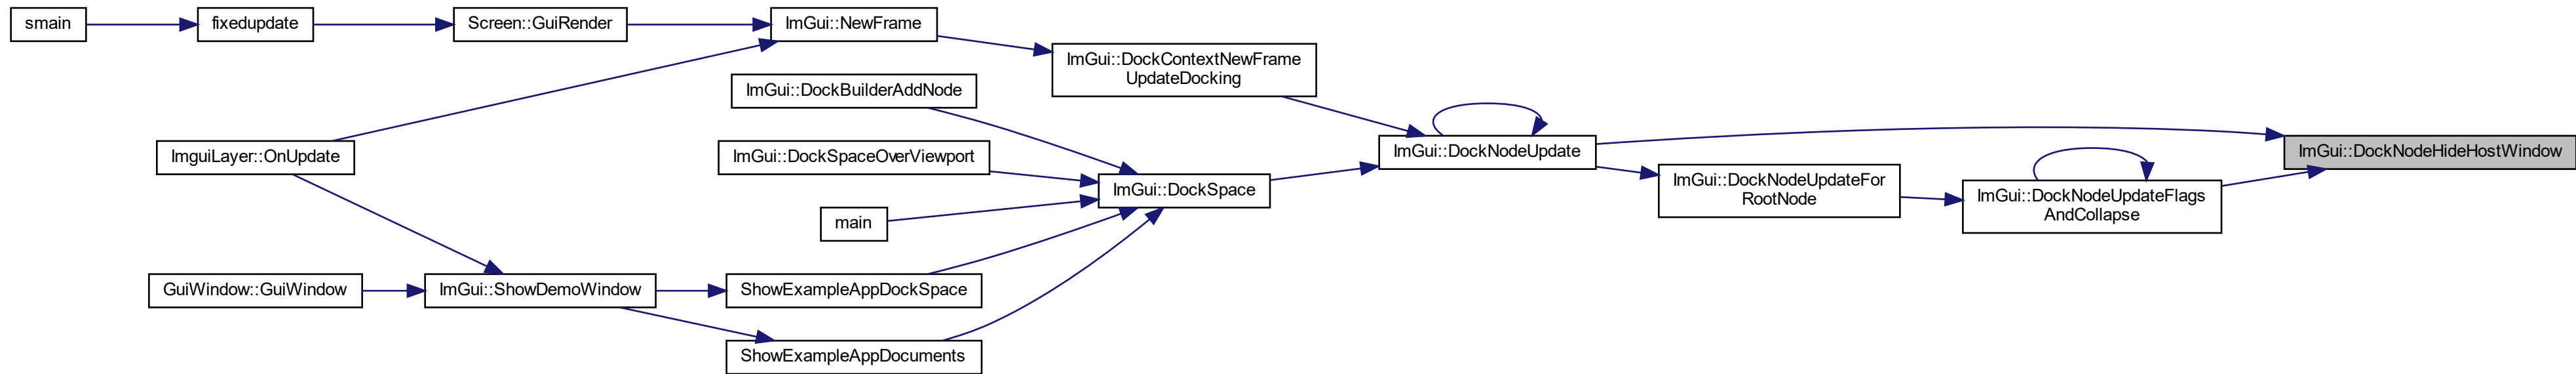 smain
fixedupdate
Screen::GuiRender
ImGui::NewFrame
ImGui::DockContextNewFrame
UpdateDocking
ImGui::DockBuilderAddNode
ImguiLayer::OnUpdate
ImGui::DockSpaceOverViewport
ImGui::DockSpace
ImGui::DockNodeUpdate
ImGui::DockNodeHideHostWindow
ImGui::DockNodeUpdateFor
RootNode
ImGui::DockNodeUpdateFlags
AndCollapse
main
GuiWindow::GuiWindow
ImGui::ShowDemoWindow
ShowExampleAppDockSpace
ShowExampleAppDocuments